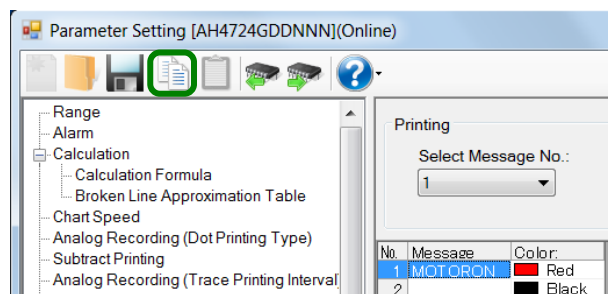 Parameter Setting [AH4724GDDNNN](Online)
Range
Alarm
Calculation
Calculation Formula
Broken Line Approximation Table
Chart Speed
Analog Recording (Dot Printing Type)
Subtract Printing
Analog Recording (Trace Printing Interval
Printing
Select Message No.:
1
No. Message Color:
1 MOTORON Red
2 Black